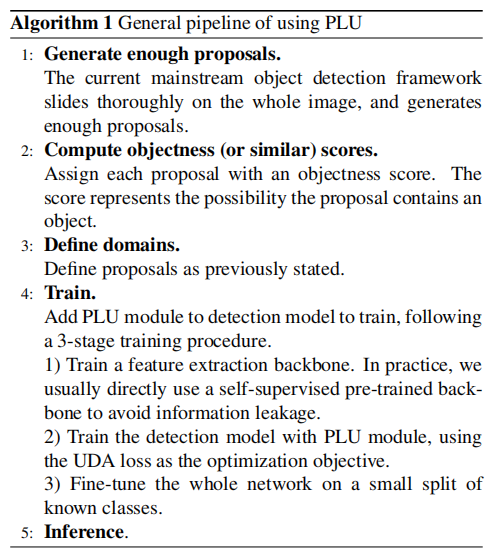 Algorithm 1 General pipeline of using PLU
1: Generate enough proposals.
The current mainstream object detection framework
slides thoroughly on the whole image, and generates
enough proposals.
2: Compute objectness (or similar) scores.
Assign each proposal with an objectness score. The
score represents the possibility the proposal contains an
object.
3: Define domains.
Define proposals as previously stated.
4: Train.
Add PLU module to detection model to train, following
a 3-stage training procedure.
1) Train a feature extraction backbone. In practice, we
usually directly use a self-supervised pre-trained back-
bone to avoid information leakage.
2) Train the detection model with PLU module, using
the UDA loss as the optimization objective.
3) Fine-tune the whole network on a small split of
known classes.
5: Inference.